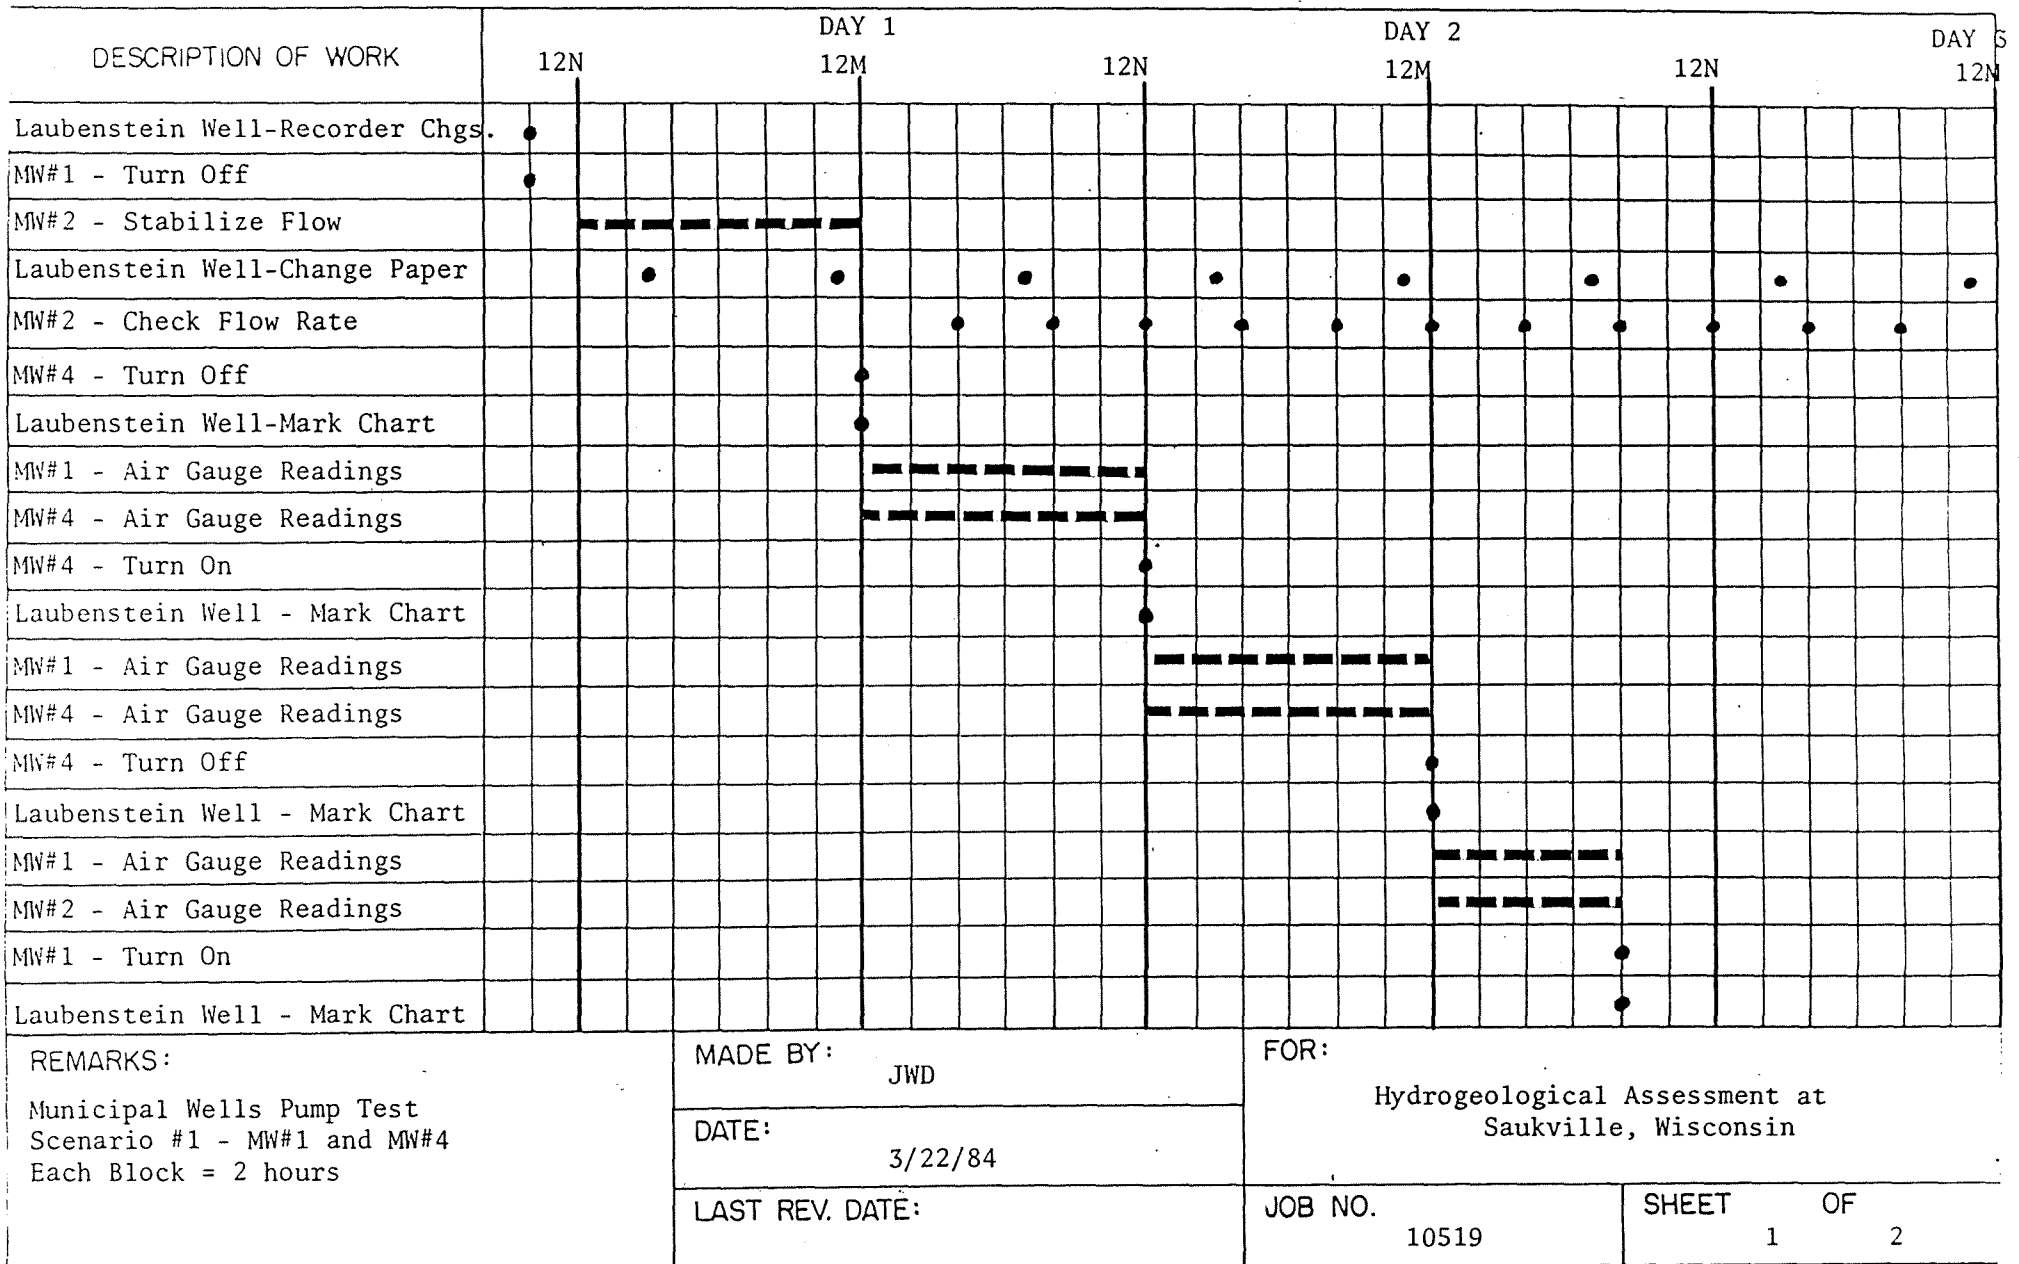 DAY 1
DAY 2
DAY S
DESCRIPTION OF WORK
12N
12M
12N
12M
12N
12M
Laubenstein Well-Recorder Chgs.
MW#1 - Turn Off
MW#2 - Stabilize Flow
Laubenstein Well-Change Paper
MW#2 - Check Flow Rate
MW#4 - Turn Off
Laubenstein Well-Mark Chart
MW#1 - Air Gauge Readings
MW#4 - Air Gauge Readings
MW#4 - Turn On
Laubenstein Well - Mark Chart
MW#1 - Air Gauge Readings
MW#4 - Air Gauge Readings
MW#4 - Turn Off
Laubenstein Well - Mark Chart
MW#1 - Air Gauge Readings
MW#2 - Air Gauge Readings
MW#1 - Turn On
Laubenstein Well - Mark Chart
REMARKS:
Municipal Wells Pump Test
Scenario #1 - MW#1 and MW#4
Each Block = 2 hours
MADE BY:
JWD
DATE:
3/22/84
LAST REV. DATE:
FOR:
Hydrogeological Assessment at
Saukville, Wisconsin
JOB NO.
10519
SHEET OF
1 2